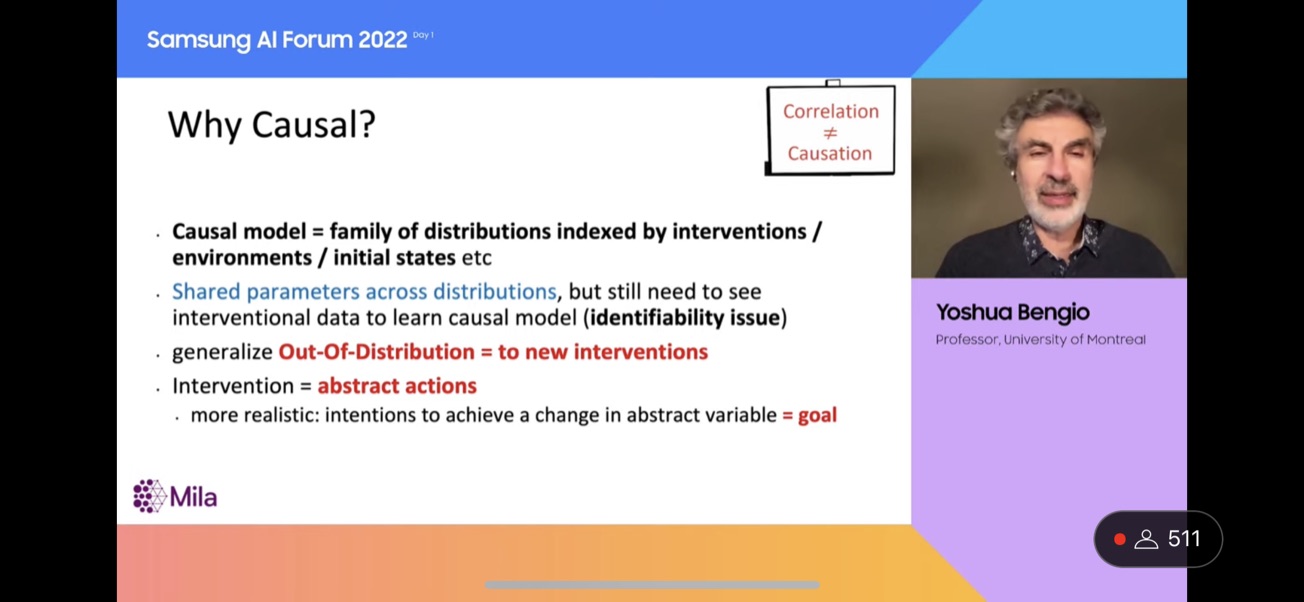 Samsung AI Forum 2022 Day 1
Why Causal?
Correlation
≠
Causation
· Causal model = family of distributions indexed by interventions /
environments / initial states etc
· Shared parameters across distributions, but still need to see
interventional data to learn causal model (identifiability issue)
· generalize Out-Of-Distribution = to new interventions
· Intervention = abstract actions
· more realistic: intentions to achieve a change in abstract variable = goal
Mila
Yoshua Bengio
Professor, University of Montreal
511